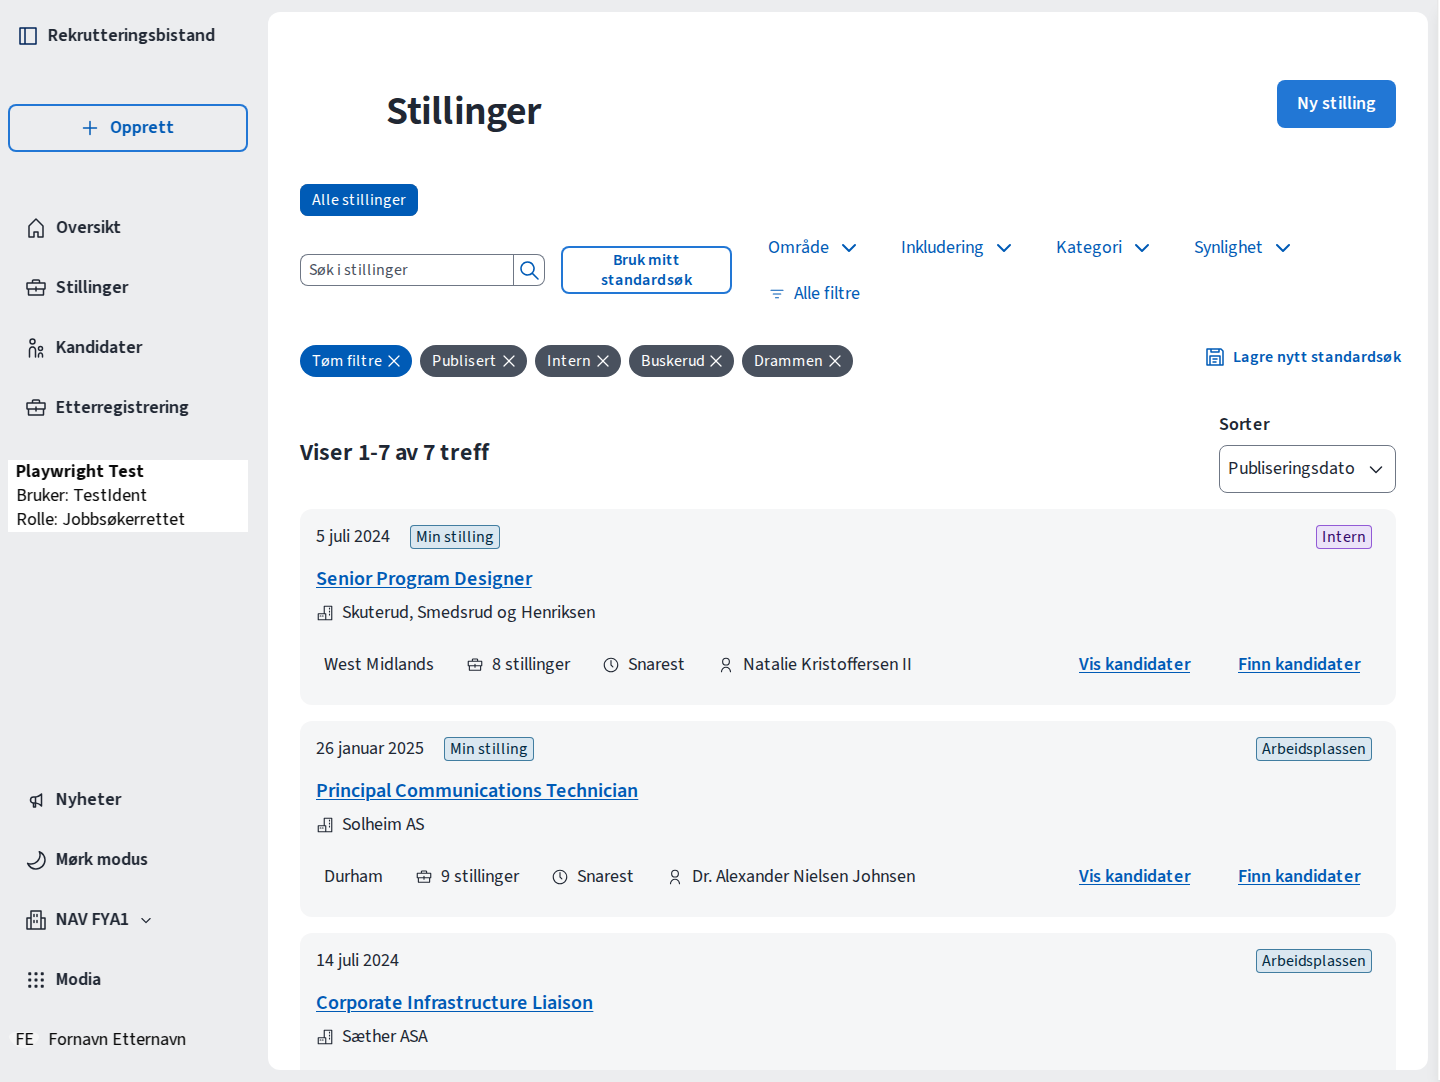 Rekrutteringsbistand
Opprett
Oversikt
Stillinger
Kandidater
Etterregistrering
Playwright Test
Bruker: TestIdent
Rolle: Jobbsøkerrettet
Nyheter
Mørk modus
NAV FYA1
Modia
FE Fornavn Etternavn
Stillinger
Ny stilling
Alle stillinger
Søk i stillinger
Bruk mitt
standardsøk
Område Inkludering Kategori Synlighet
Alle filtre
Tøm filtre Publisert Intern Buskerud Drammen
Lagre nytt standardsøk
Viser 1-7 av 7 treff
Sorter
Publiseringsdato
5 juli 2024 Min stilling Intern
Senior Program Designer
Skuterud, Smedsrud og Henriksen
West Midlands 8 stillinger Snarest Natalie Kristoffersen II Vis kandidater Finn kandidater
26 januar 2025 Min stilling Arbeidsplassen
Principal Communications Technician
Solheim AS
Durham 9 stillinger Snarest Dr. Alexander Nielsen Johnsen Vis kandidater Finn kandidater
14 juli 2024 Arbeidsplassen
Corporate Infrastructure Liaison
Sæther ASA